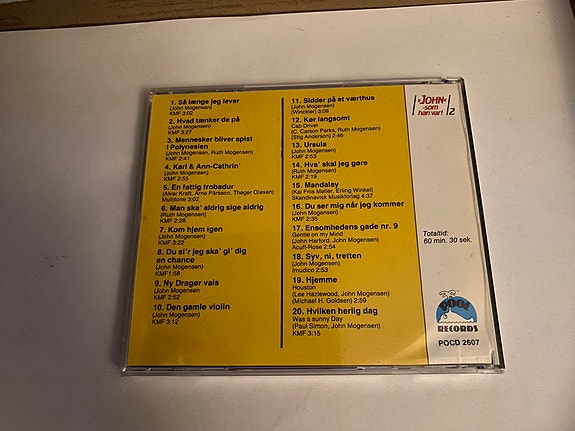 1. Så længe jeg lever
(John Mogensen)
KMF 3:02
2. Hvad tænker de på
(John Mogensen)
KMF 3:27
3. Mennesker bliver spist
i Polynesien
(John Mogensen, Ruth Mogensen)
KMF 2:41
4. Karl & Ann-Cathrin'
(John Mogensen)
KMF 2:55
5. En fattig trobadur
(Alvar Kraft, Arne Pärsson, Thøger Olesen)
Multitone 3:02
6. Man ska' aldrig sige aldrig
(Ruth Mogensen)
KMF 2:28
7. Kom hjem igen
(John Mogensen)
KMF 3:22
8. Du si'r jeg ska' gi' dig
en chance
(John Mogensen)
KMF1:58
9. Ny Dragør vals
(John Mogensen
KMF 2:52
10. Den gamle violin
(John Mogensen)
KMF 3:12
11. Sidder på et værthus
(John Mogensen)
(Winckler) 3:08
12. Kør langsomt
Cab Driver
(C. Carson Parks, Ruth Mogensen)
(Stig Anderson) 2:46
13. Ursula
(John Mogensen)
KMF 2:53
14. Hva' skal jeg gøre
(Ruth Mogensen)
KMF 2:19
15. Mandalay
(Kai Friis Møller, Erling Winkel)
Skandinavisk Musikforlag 4:37
16. Du ser mig når jeg kommer
(John Mogensen)
KMF 2:35
17. Ensomhedens gade nr. 9
Gentle on my Mind
(John Harford, John Mogensen)
Acuff-Rose 2:54
18. Syv, ni, tretten
(John Mogensen)
Imudico 2:53
19. Hjemme
Houston
(Lee Hazlewood, John Mogensen)
(Michael H. Goldsen) 2:59
20. Hvilken herlig dag
Was a sunny Day
(Paul Simon, John Mogensen)
KMF 3:15
»JOHN«
-som
han var!
2
Totaltid:
60 min. 30 sek.
POOL
RECORDS
POCD 2607